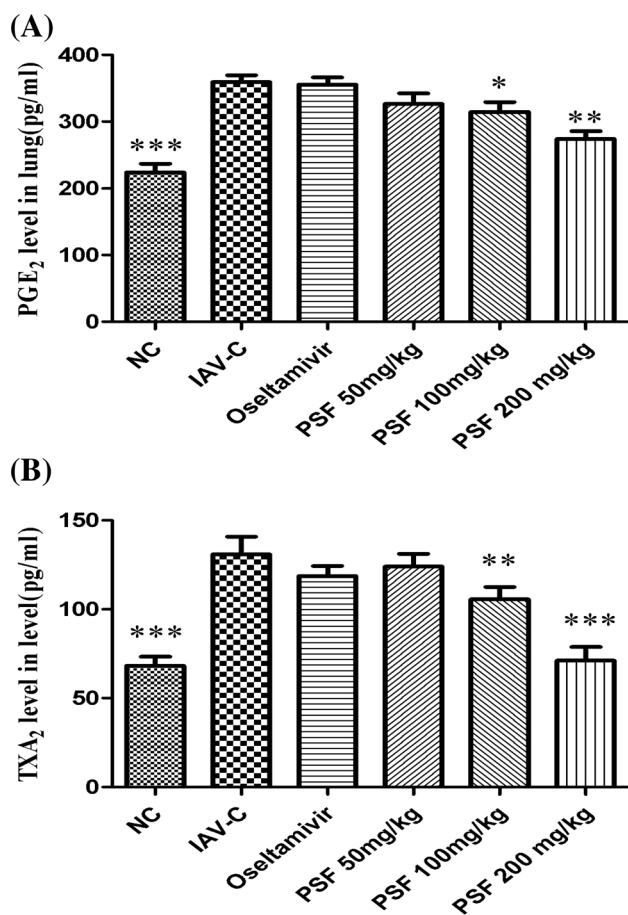 (A)
PGE₂ level in lung(pg/ml)
400
300
200
100
0
***
*
**
NC
IAV-C
Oseltamivir
PSF 50mg/kg
PSF 100mg/kg
PSF 200 mg/kg
(B)
TXA₂ level in level(pg/ml)
150
100
50
0
***
**
***
NC
IAV-C
Oseltamivir
PSF 50mg/kg
PSF 100mg/kg
PSF 200 mg/kg